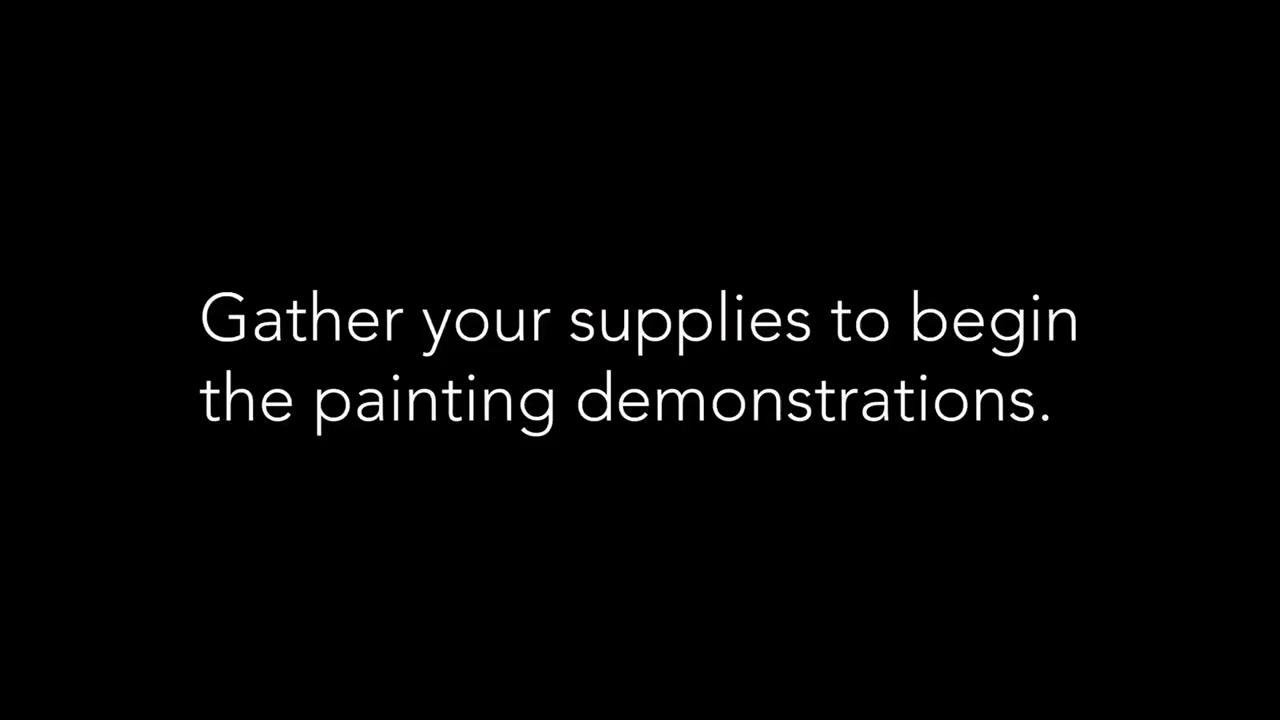 Gather your supplies to begin
the painting demonstrations.